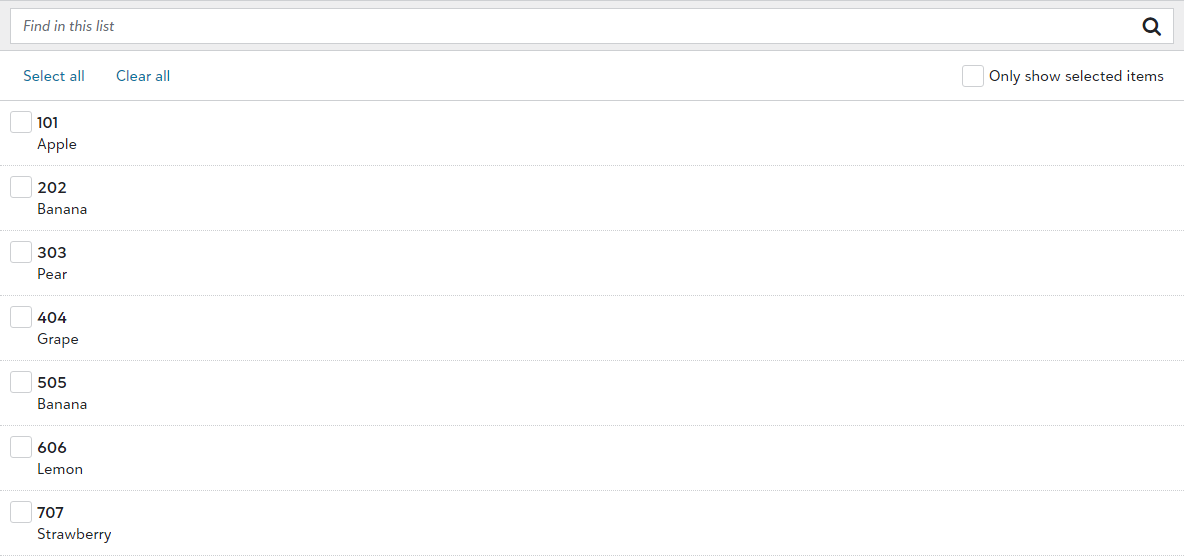 Find in this list
Select all Clear all Only show selected items
101
Apple
202
Banana
303
Pear
404
Grape
505
Banana
606
Lemon
707
Strawberry